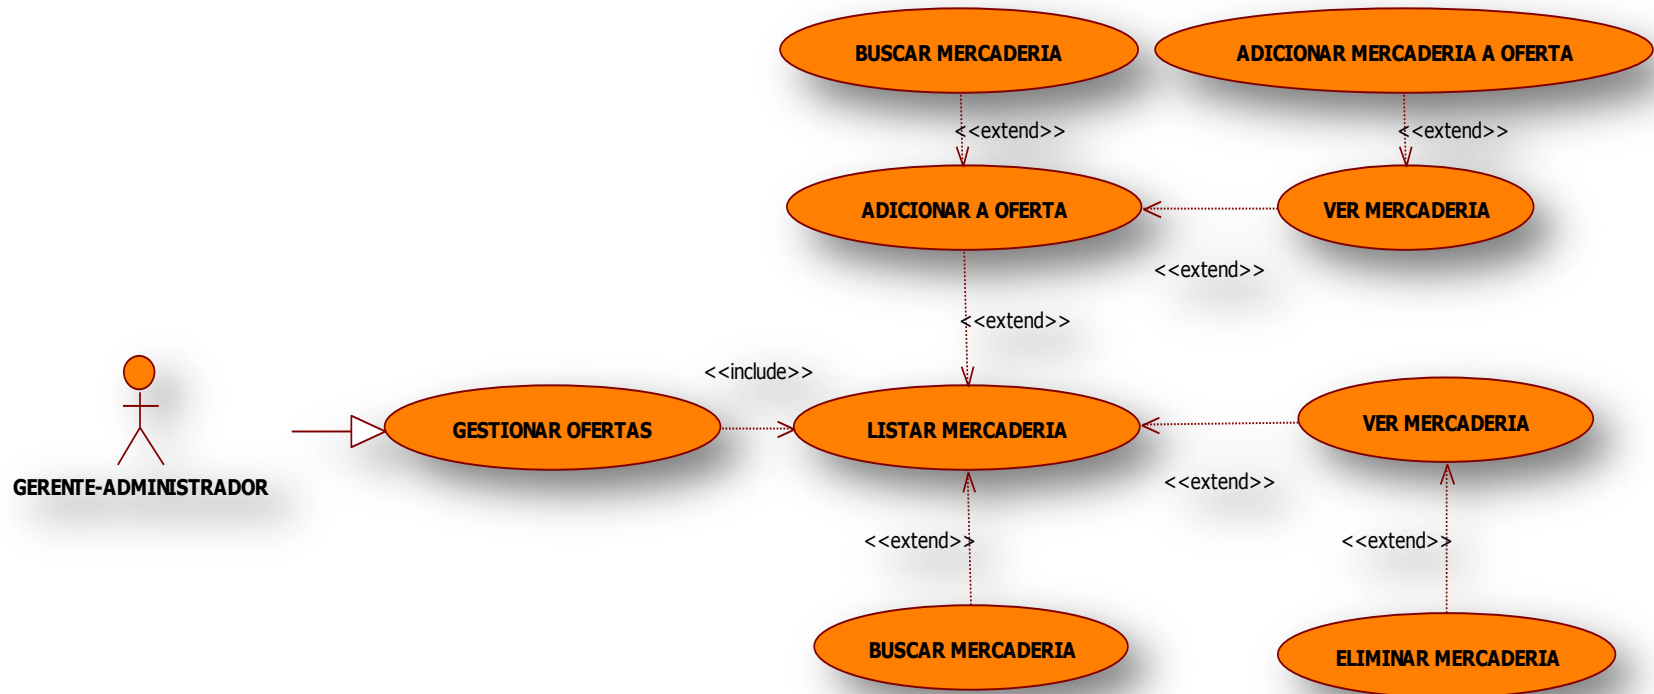 BUSCAR MERCADERIA
ADICIONAR MERCADERIA A OFERTA
<<extend>>
<<extend>>
ADICIONAR A OFERTA
VER MERCADERIA
<<extend>>
<<extend>>
<<include>>
GESTIONAR OFERTAS
LISTAR MERCADERIA
VER MERCADERIA
GERENTE-ADMINISTRADOR
<<extend>>
<<extend>>
<<extend>>
BUSCAR MERCADERIA
ELIMINAR MERCADERIA